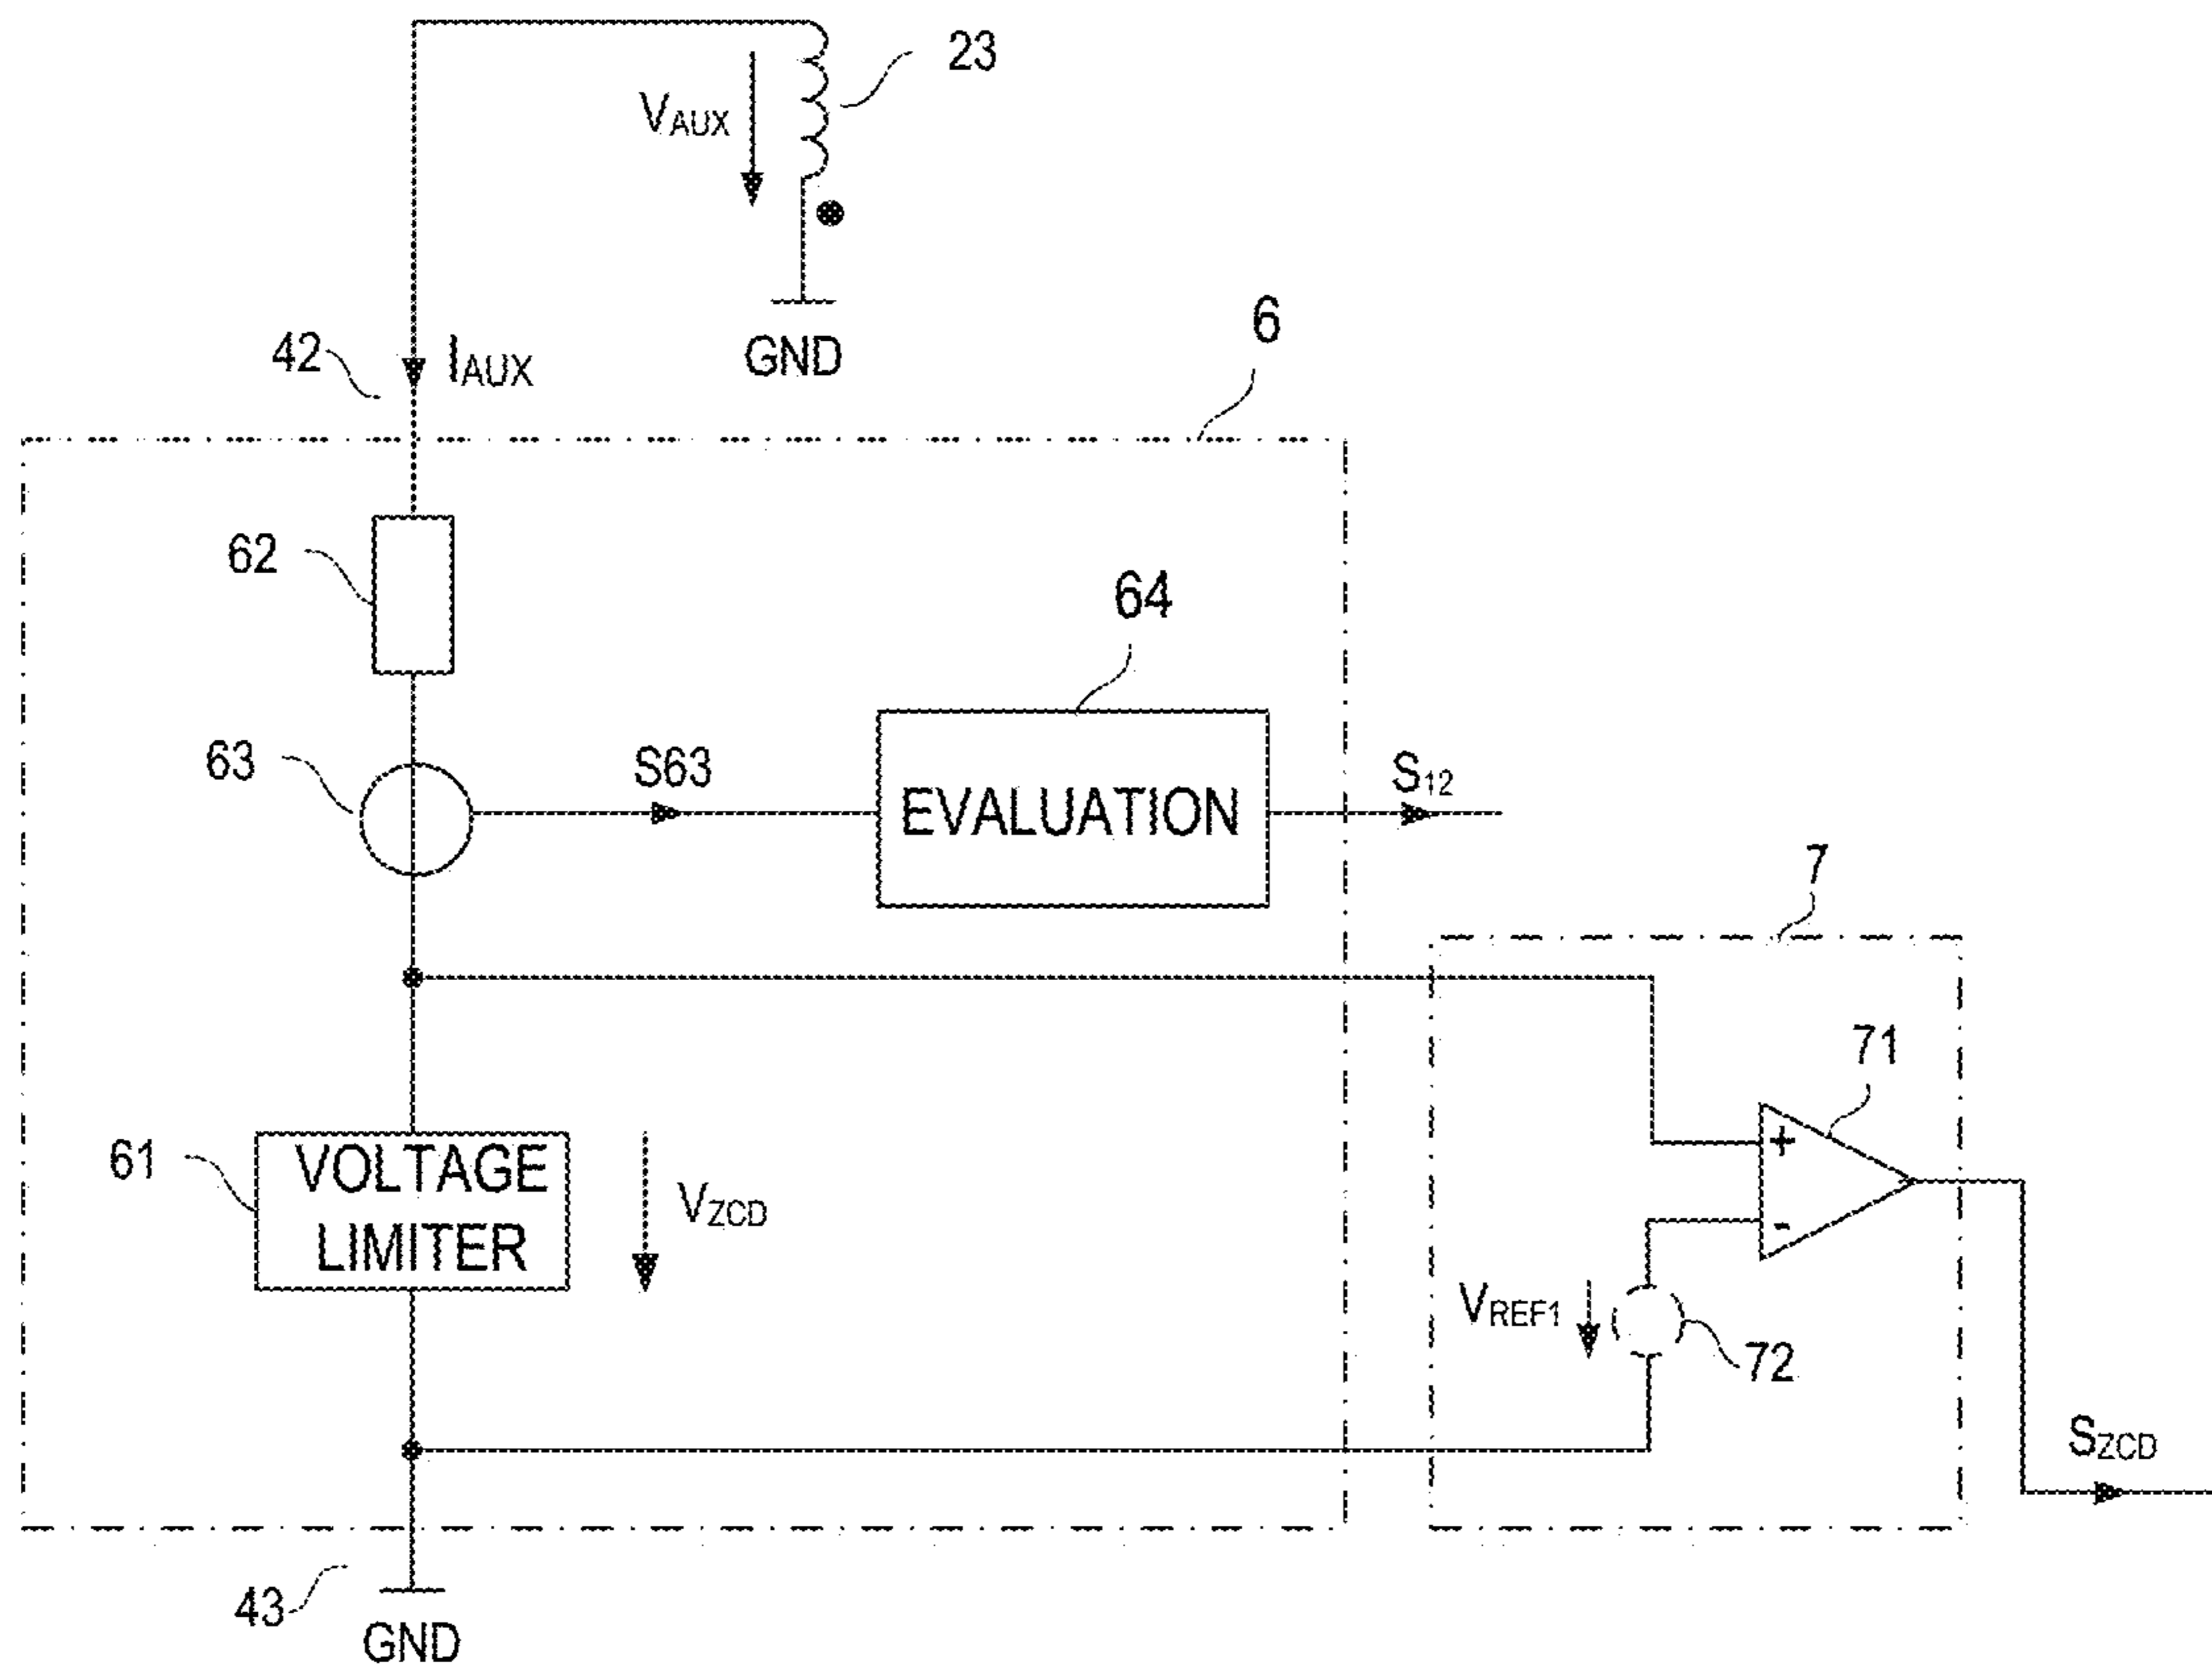 23
VAUX
GND
6
42
IAUX
62
64
63
S63
EVALUATION
S12
7
71
61
VOLTAGE
LIMITER
VZCD
+
-
VREF1
72
SZCD
43
GND